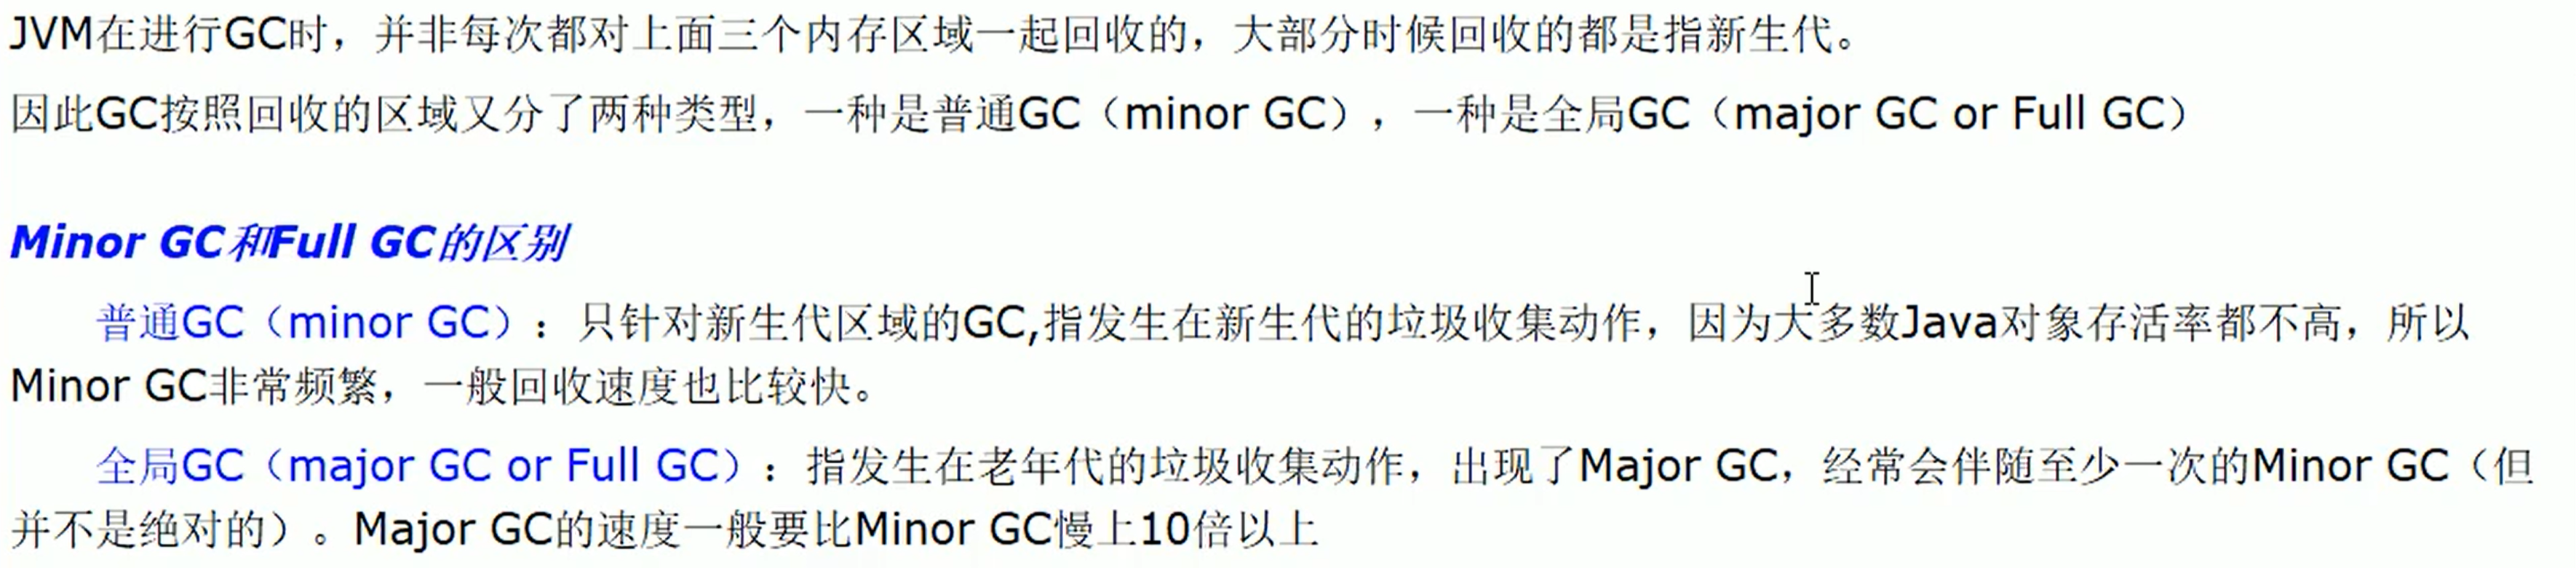 JVM在进行GC时，并非每次都对上面三个内存区域一起回收的，大部分时候回收的都是指新生代。
因此GC按照回收的区域又分了两种类型，一种是普通GC（minor GC），一种是全局GC（major GC or Full GC）
Minor GC和Full GC的区别
普通GC（minor GC）：只针对新生代区域的GC,指发生在新生代的垃圾收集动作，因为大多数Java对象存活率都不高，所以
Minor GC非常频繁，一般回收速度也比较快。
全局GC（major GC or Full GC）：指发生在老年代的垃圾收集动作，出现了Major GC，经常会伴随至少一次的Minor GC（但
并不是绝对的）。Major GC的速度一般要比Minor GC慢上10倍以上